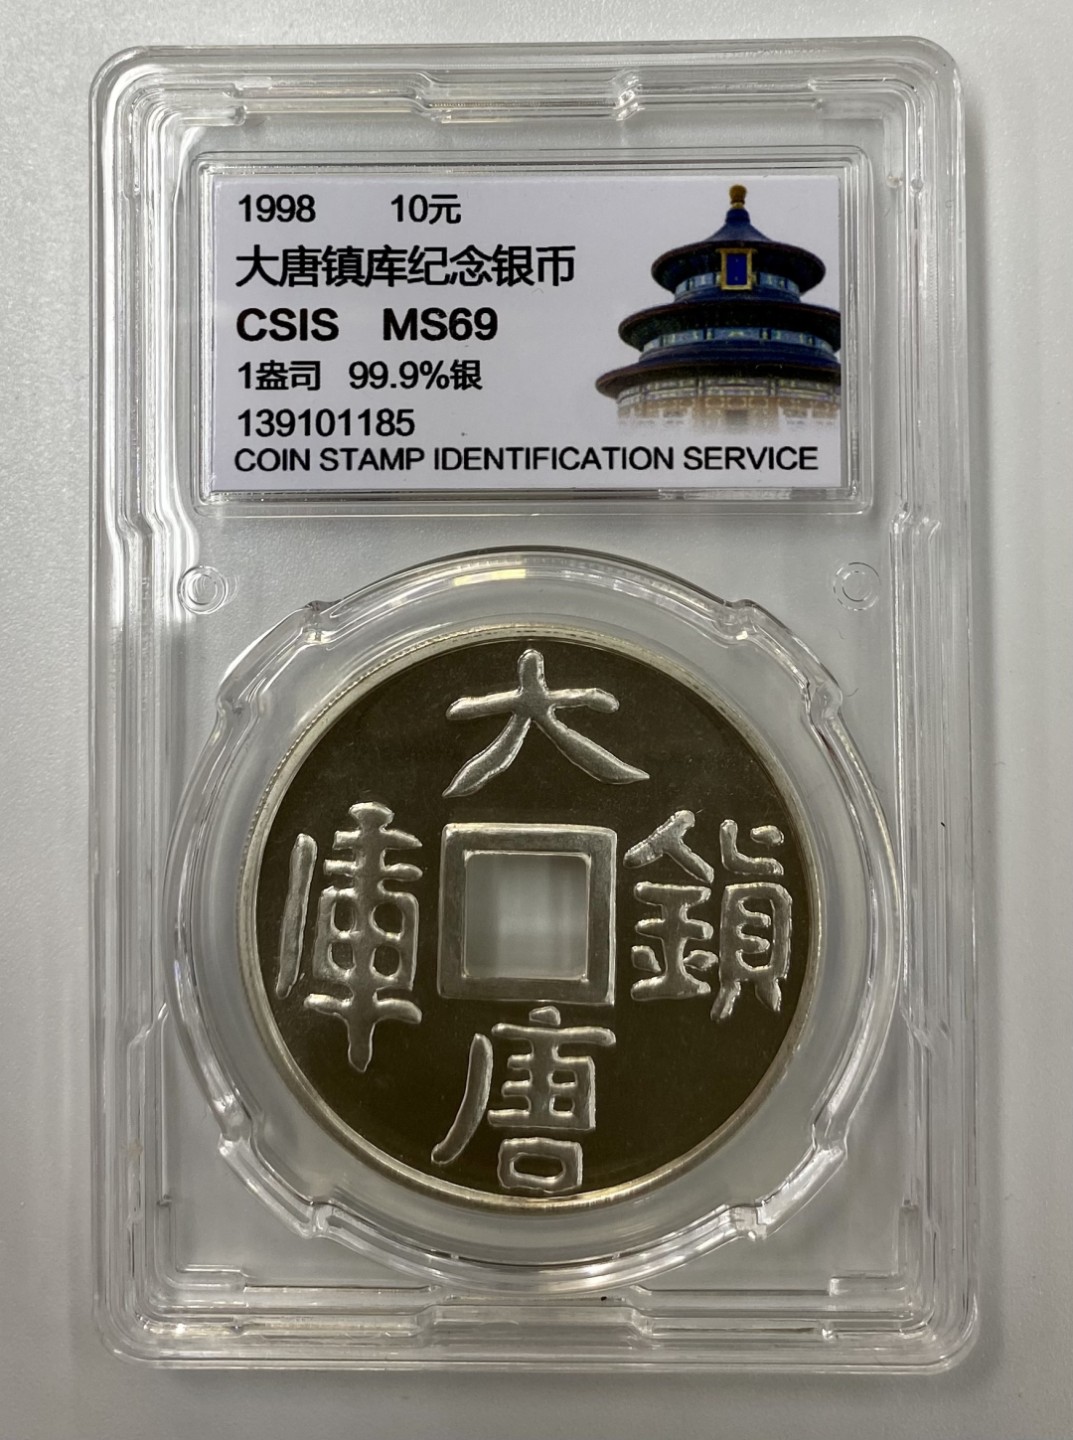 1998 10元
大唐镇库纪念银币
CSIS MS69
1盎司 99.9%银
139101185
COIN STAMP IDENTIFICATION SERVICE
大
唐
鎮
庫